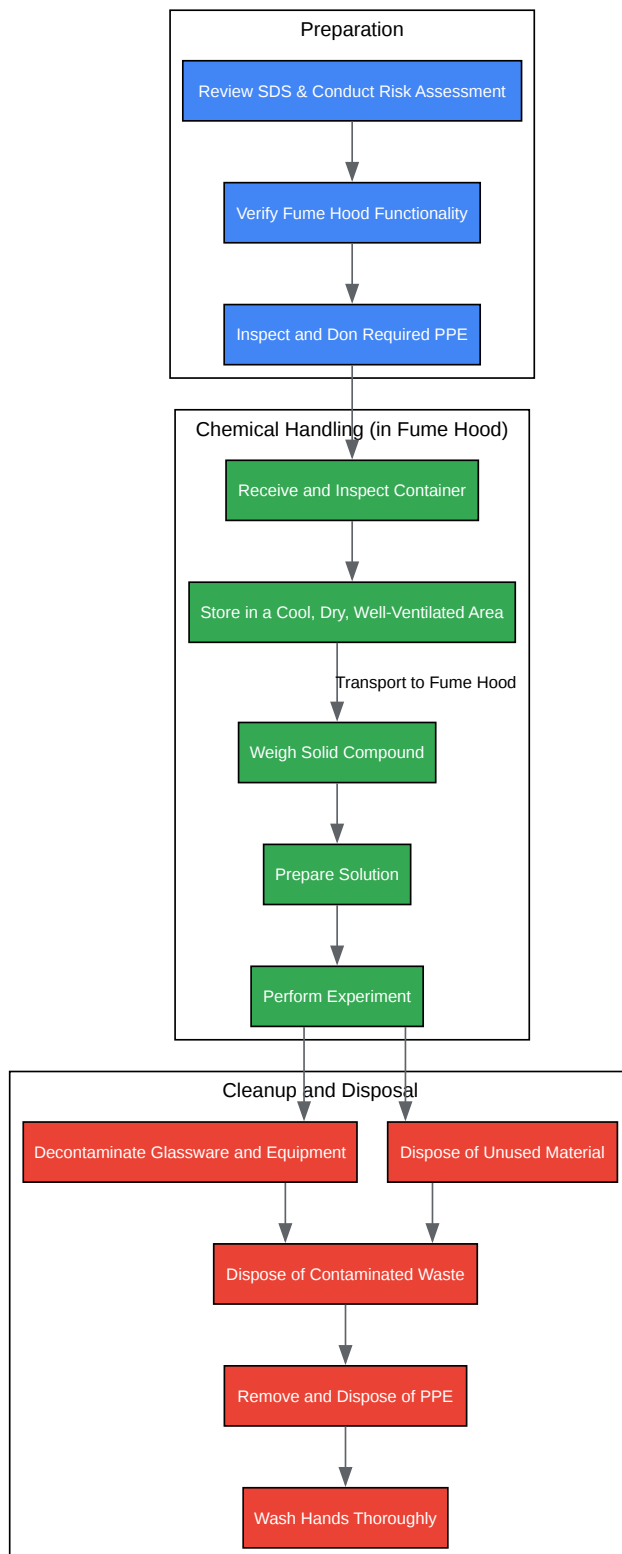 Preparation
Review SDS & Conduct Risk Assessment
Verify Fume Hood Functionality
Inspect and Don Required PPE
Chemical Handling (in Fume Hood)
Receive and Inspect Container
Store in a Cool, Dry, Well-Ventilated Area
Transport to Fume Hood
Weigh Solid Compound
Prepare Solution
Perform Experiment
Cleanup and Disposal
Decontaminate Glassware and Equipment
Dispose of Unused Material
Dispose of Contaminated Waste
Remove and Dispose of PPE
Wash Hands Thoroughly